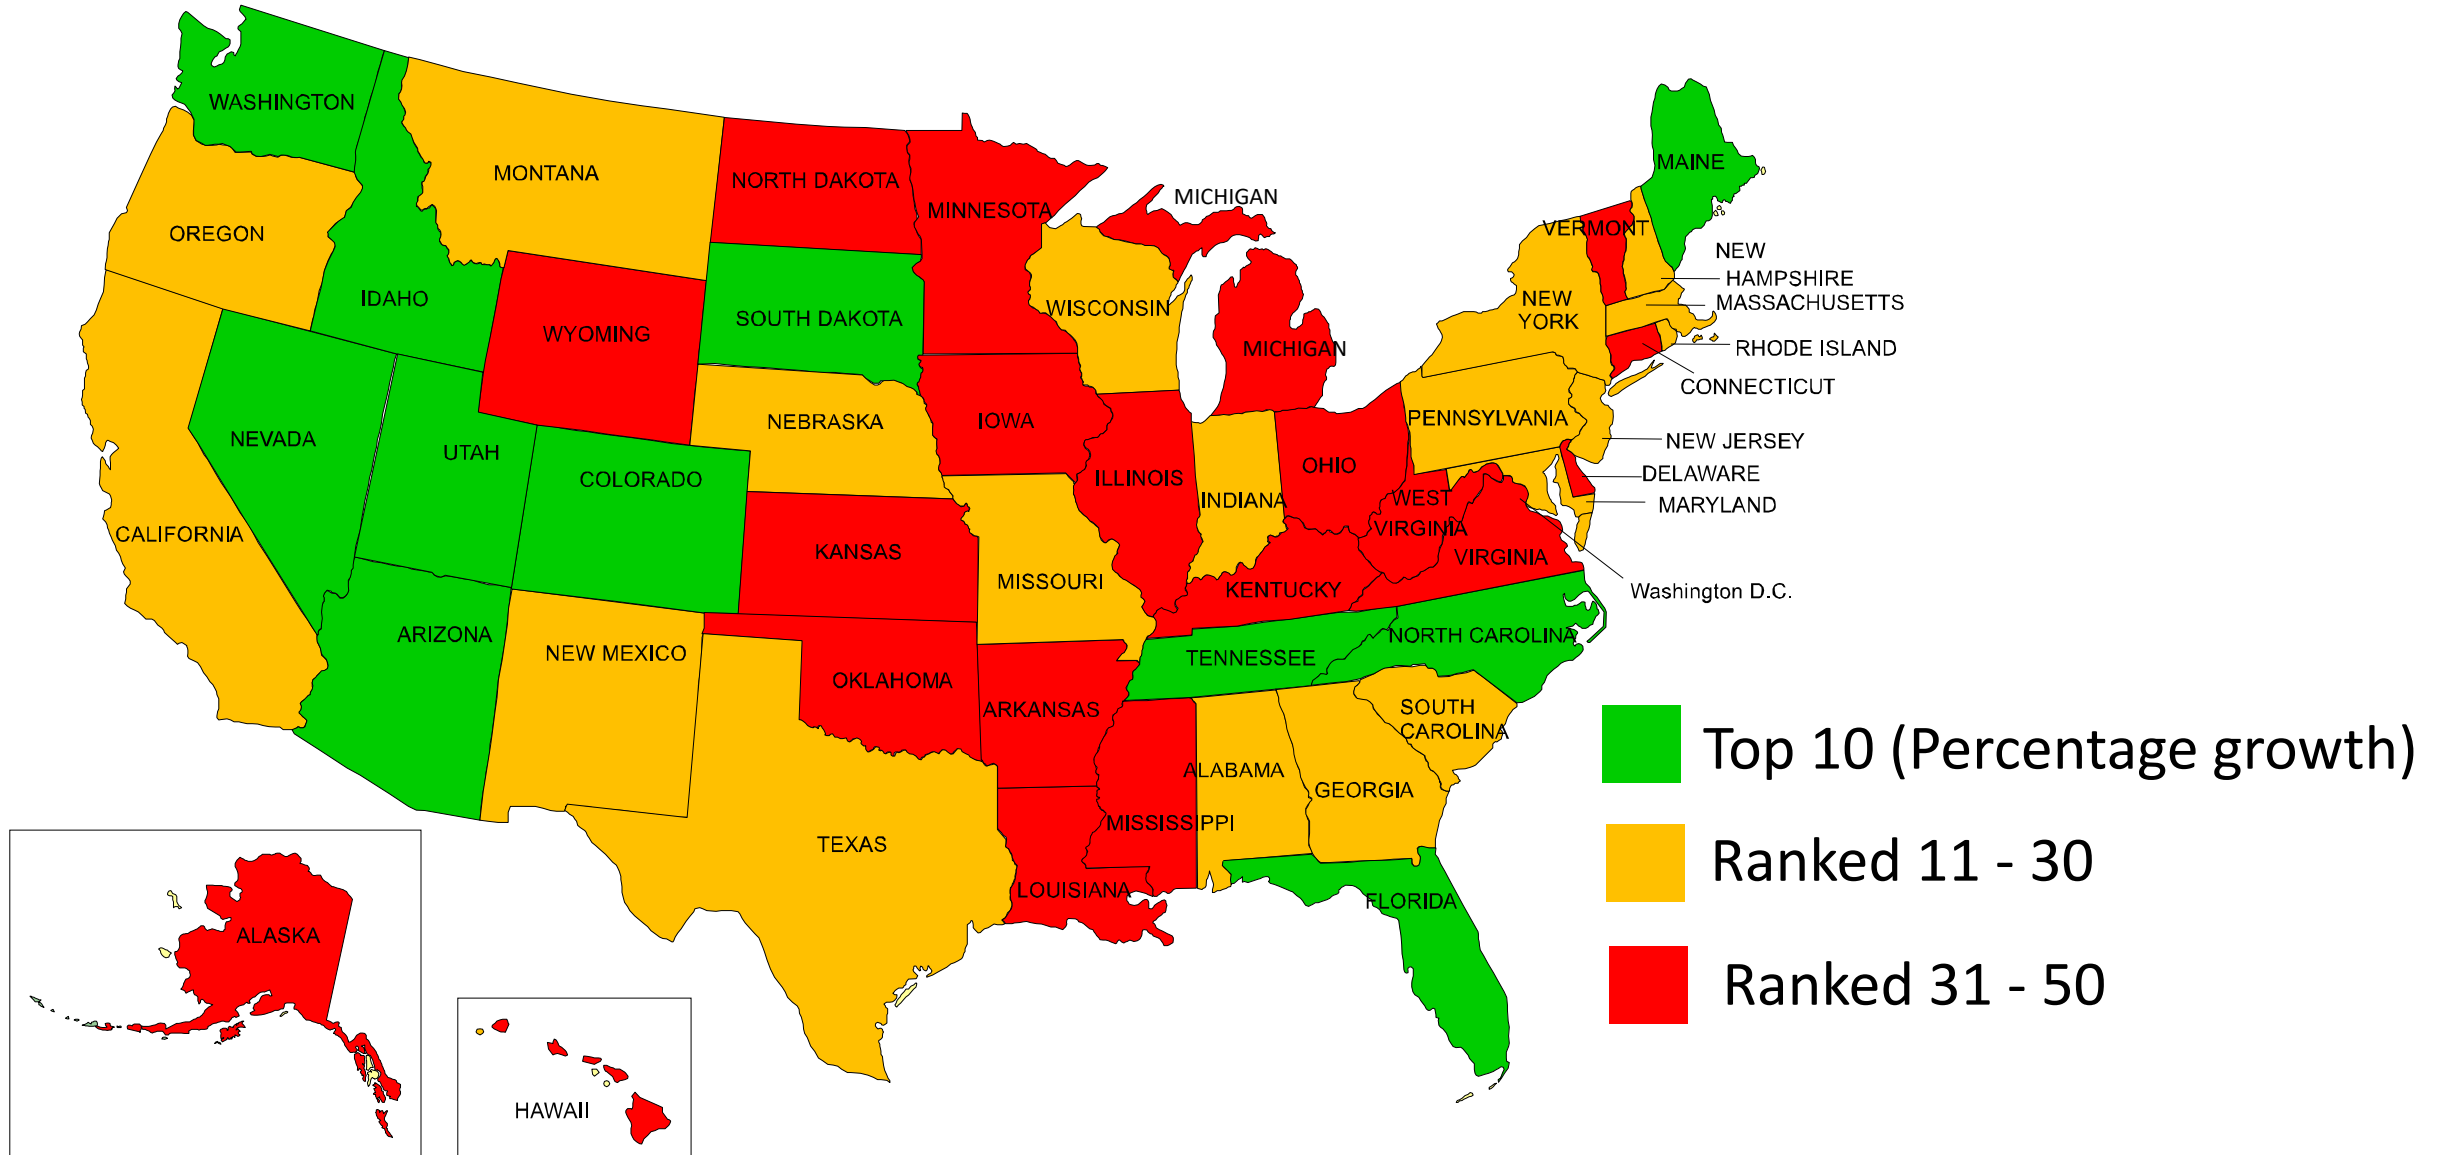 WASHINGTON
MAINE
MONTANA
NORTH DAKOTA
MICHIGAN
MINNESOTA
OREGON
VERMONT
NEW
HAMPSHIRE
IDAHO
NEW
YORK
MASSACHUSETTS
WISCONSIN
SOUTH DAKOTA
WYOMING
MICHIGAN
RHODE ISLAND
CONNECTICUT
NEBRASKA
IOWA
PENNSYLVANIA
NEVADA
UTAH
NEW JERSEY
COLORADO
ILLINOIS
OHIO
DELAWARE
INDIANA
WEST
VIRGINIA
MARYLAND
CALIFORNIA
KANSAS
VIRGINIA
MISSOURI
KENTUCKY
Washington D.C.
ARIZONA
NORTH CAROLINA
NEW MEXICO
TENNESSEE
OKLAHOMA
ARKANSAS
SOUTH
CAROLINA
Top 10 (Percentage growth)
ALABAMA
GEORGIA
MISSISSIPPI
TEXAS
Ranked 11 - 30
LOUISIANA
FLORIDA
ALASKA
Ranked 31 - 50
HAWAII